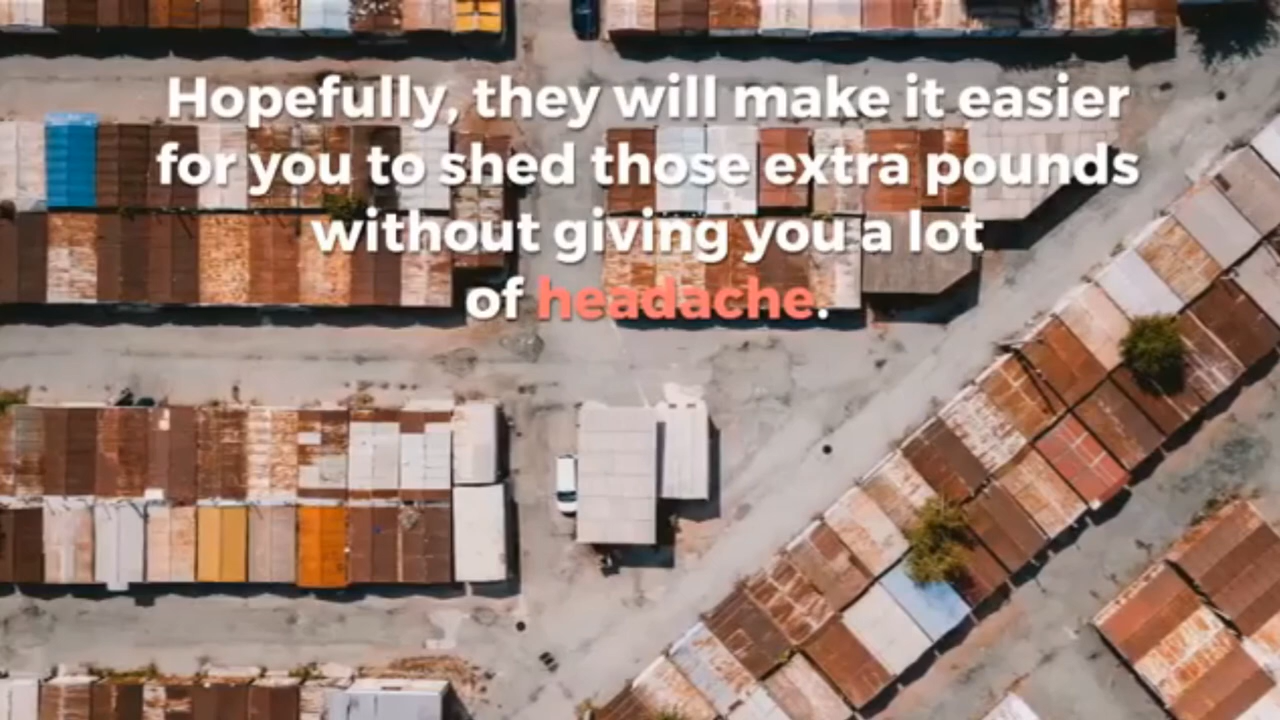 Hopefully, they will make it easier
for you to shed those extra pounds
without giving you a lot
of headache.